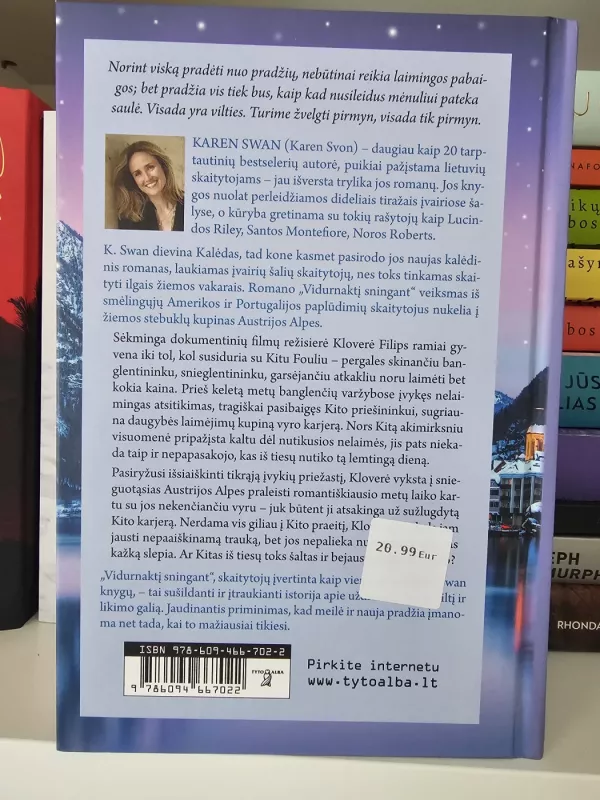 Norint viską pradėti nuo pradžių, nebūtinai reikia laimingos pabai-
gos; bet pradžia vis tiek bus, kaip kad nusileidus mėnuliui pateka
saulė. Visada yra vilties. Turime žvelgti pirmyn, visada tik pirmyn.
KAREN SWAN (Karen Svon) – daugiau kaip 20 tarp-
tautinių bestselerių autorė, puikiai pažįstama lietuvių
skaitytojams – jau išversta trylika jos romanų. Jos kny-
gos nuolat perleidžiamos dideliais tiražais įvairiose ša-
lyse, o kūryba gretinama su tokių rašytojų kaip Lucin-
dos Riley, Santos Montefiore, Noros Roberts.
K. Swan dievina Kalėdas, tad kone kasmet pasirodo jos naujas kalėdi-
nis romanas, laukiamas įvairių šalių skaitytojų, nes toks tinkamas skai-
tyti ilgais žiemos vakarais. Romano „Vidurnaktį sningant“ veiksmas iš
smėlingųjų Amerikos ir Portugalijos paplūdimių skaitytojus nukelia į
žiemos stebuklų kupinas Austrijos Alpes.
Sėkminga dokumentinių filmų režisierė Kloverė Filips ramiai gy-
vena iki tol, kol susiduria su Kitu Fouliu – pergales skinančiu ban-
glentininku, snieglentininku, garsėjančiu atkakliu noru laimėti bet
kokia kaina. Prieš keletą metų banglenčių varžybose įvykęs nelai-
mingas atsitikimas, tragiškai pasibaigęs Kito priešininkui, sugriau-
na daugybės laimėjimų kupiną vyro karjerą. Nors Kitą akimirksniu
visuomenė pripažįsta kaltu dėl nutikusios nelaimės, jis pats nieka-
da taip ir nepapasakojo, kas iš tiesų nutiko tą lemtingą dieną.
Pasiryžusi išsiaiškinti tikrąją įvykių priežastį, Kloverė vyksta į snie-
guotąsias Austrijos Alpes praleisti romantiškiausio metų laiko kar-
tu su jos nekenčiančiu vyru – juk būtent ji atsakinga už sužlugdytą
Kito karjerą. Nerdama vis giliau į Kito praeitį,
jausti nepaaiškinamą trauką, bet jos nepalieka
kažką slepia. Ar Kitas iš tiesų toks šaltas ir
20.99 Eur
„Vidurnaktį sningant“, skaitytojų įvertinta kaip
knygų, – tai sušildanti ir įtraukianti istorija apie
likimo galią. Jaudinantis priminimas, kad meilė ir nauja pradžia įmano-
ma net tada, kai to mažiausiai tikiesi.
ISBN 978-609-466-702-2
9 786094 667022
TYTO ALBA
Pirkite internetu
www.tytoalba.lt
RHONDA